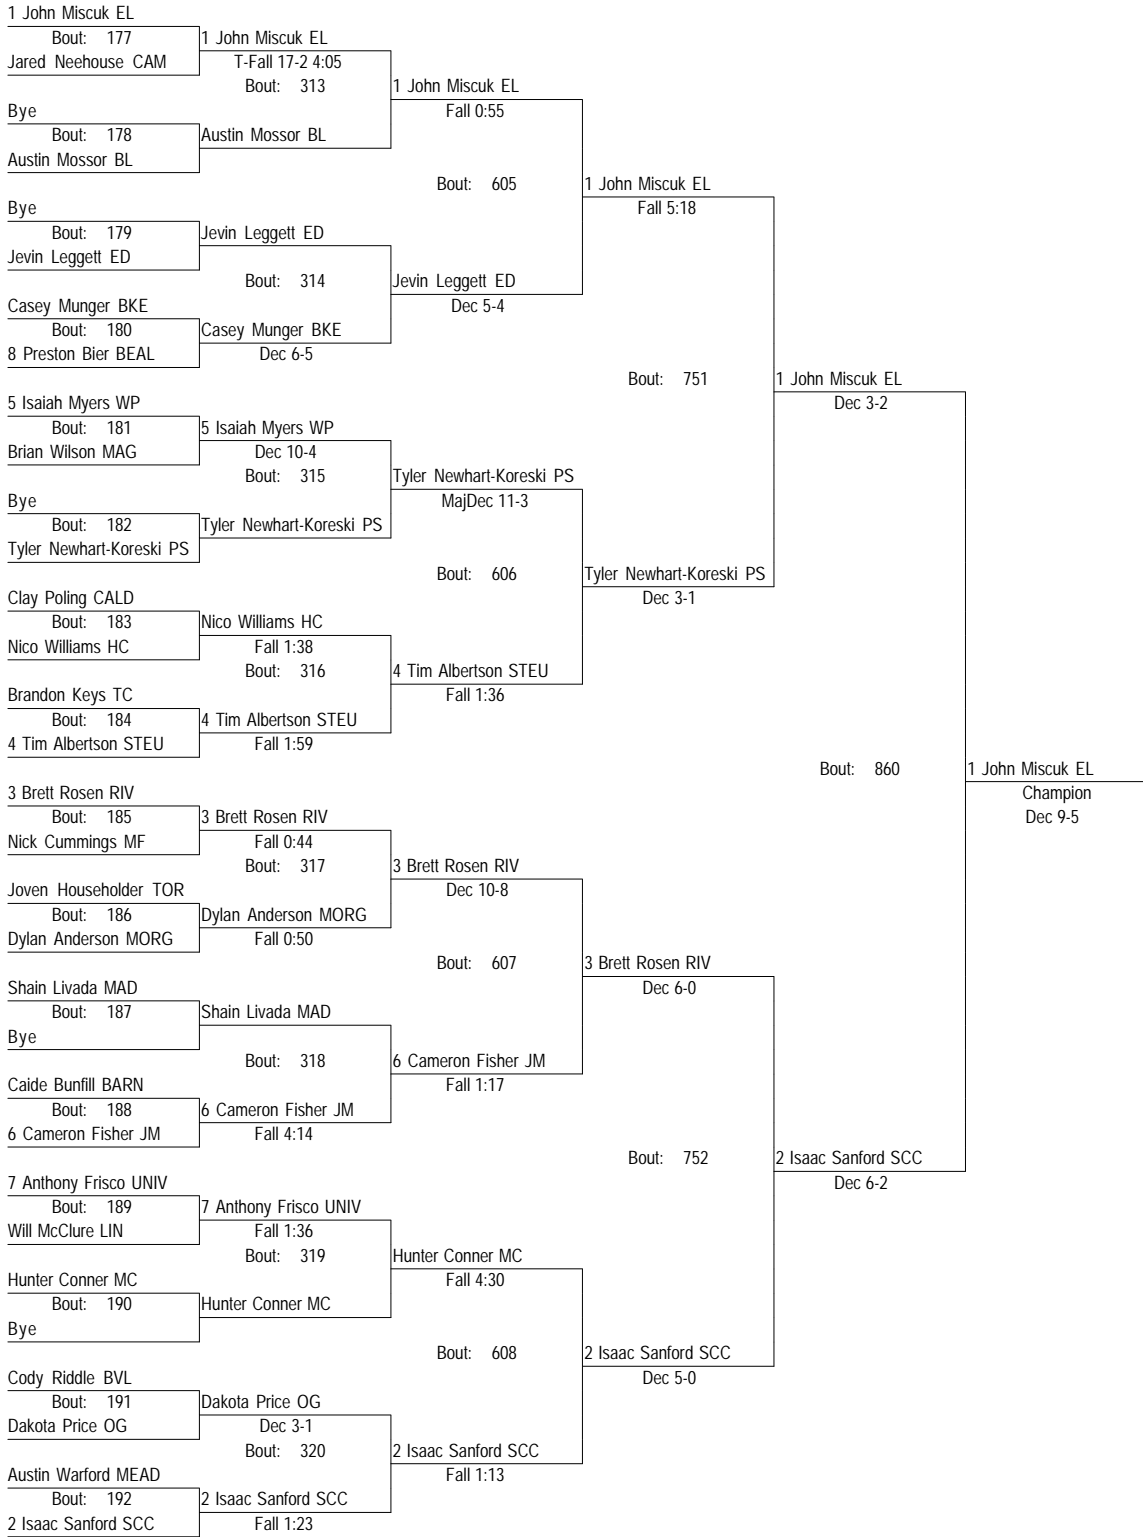 1 John Miscuk EL
Bout: 177
Jared Neehouse CAM
Bye
Bout: 178
Austin Mossor BL
Bye
Bout: 179
Jevin Leggett ED
Casey Munger BKE
Bout: 180
8 Preston Bier BEAL
5 Isaiah Myers WP
Bout: 181
Brian Wilson MAG
Bye
Bout: 182
Tyler Newhart-Koreski PS
Clay Poling CALD
Bout: 183
Nico Williams HC
Brandon Keys TC
Bout: 184
4 Tim Albertson STEU
3 Brett Rosen RIV
Bout: 185
Nick Cummings MF
Joven Householder TOR
Bout: 186
Dylan Anderson MORG
Shain Livada MAD
Bout: 187
Bye
Caide Bunfill BARN
Bout: 188
6 Cameron Fisher JM
7 Anthony Frisco UNIV
Bout: 189
Will McClure LIN
Hunter Conner MC
Bout: 190
Bye
Cody Riddle BVL
Bout: 191
Dakota Price OG
Austin Warford MEAD
Bout: 192
2 Isaac Sanford SCC
1 John Miscuk EL
T-Fall 17-2 4:05
Bout: 313
Austin Mossor BL
Jevin Leggett ED
Bout: 314
Casey Munger BKE
Dec 6-5
5 Isaiah Myers WP
Dec 10-4
Bout: 315
Tyler Newhart-Koreski PS
Nico Williams HC
Fall 1:38
Bout: 316
4 Tim Albertson STEU
Fall 1:59
3 Brett Rosen RIV
Fall 0:44
Bout: 317
Dylan Anderson MORG
Fall 0:50
Shain Livada MAD
Bout: 318
6 Cameron Fisher JM
Fall 4:14
7 Anthony Frisco UNIV
Fall 1:36
Bout: 319
Hunter Conner MC
Dakota Price OG
Dec 3-1
Bout: 320
2 Isaac Sanford SCC
Fall 1:23
1 John Miscuk EL
Fall 0:55
Bout: 605
Jevin Leggett ED
Dec 5-4
Tyler Newhart-Koreski PS
MajDec 11-3
Bout: 606
4 Tim Albertson STEU
Fall 1:36
3 Brett Rosen RIV
Dec 10-8
Bout: 607
6 Cameron Fisher JM
Fall 1:17
Hunter Conner MC
Fall 4:30
Bout: 608
2 Isaac Sanford SCC
Fall 1:13
1 John Miscuk EL
Fall 5:18
Bout: 751
Tyler Newhart-Koreski PS
Dec 3-1
3 Brett Rosen RIV
Dec 6-0
Bout: 752
2 Isaac Sanford SCC
Dec 5-0
1 John Miscuk EL
Dec 3-2
Bout: 860
2 Isaac Sanford SCC
Dec 6-2
1 John Miscuk EL
Champion
Dec 9-5